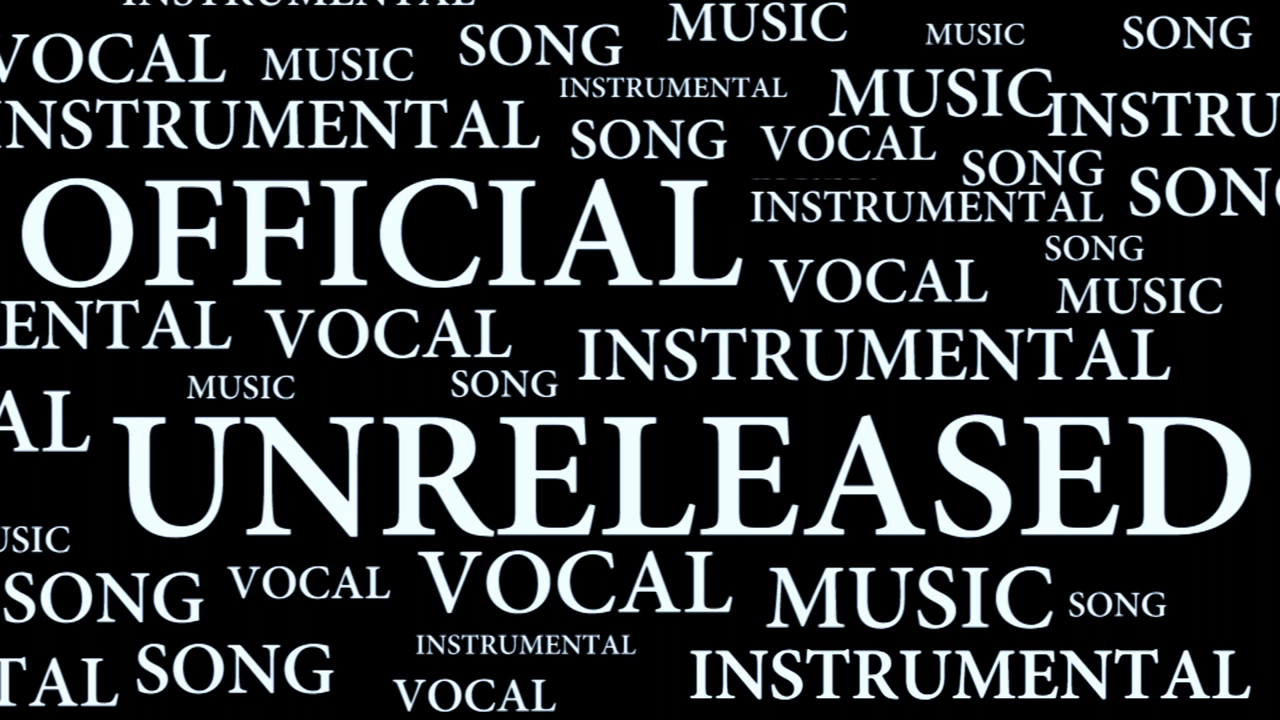 INSTRUMENTAL
VOCAL MUSIC SONG MUSIC MUSIC SONG
INSTRUMENTAL INSTRUMENTAL MUSIC INSTRU
SONG VOCAL SONG
OFFICIAL INSTRUMENTAL SONG
VOCAL SONG
MUSIC
ENTAL VOCAL INSTRUMENTAL
MUSIC SONG
AL UNRELEASED
USIC
SONG VOCAL VOCAL MUSIC SONG
TAL SONG INSTRUMENTAL INSTRUMENTAL
VOCAL